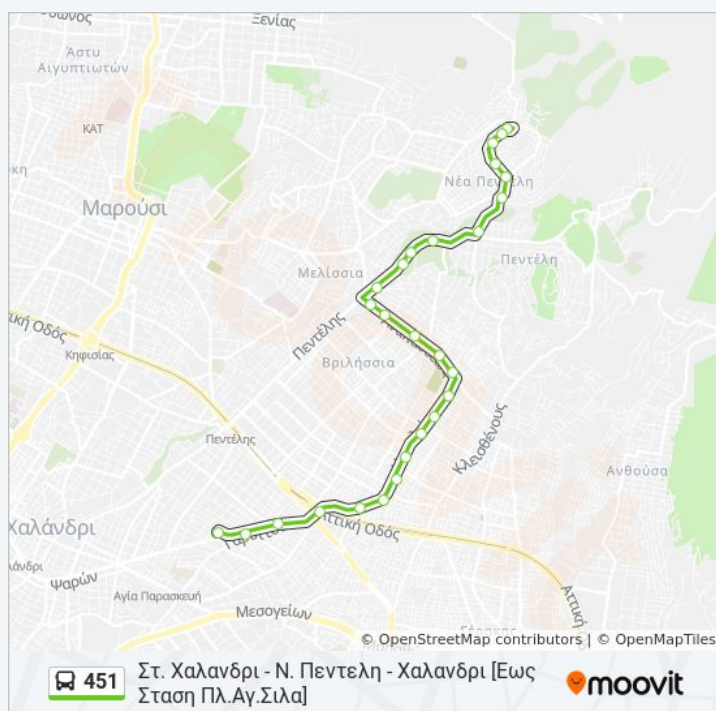 Ξενίας
Άστυ
Αιγυπτιωτών
ΚΑΤ
Μαρούσι
Νέα Πεντέλη
Μελίσσια
Πεντέλη
Πεντέλης
Κηφισίας
Βριλήσσια
Πεντέλης
Κλεισθένους
Ανθούσα
Χαλάνδρι
Αττική Οδός
Αττική
Ψαρών
Αγία Παρασκευή
Μεσογείων
© OpenStreetMap contributors | © OpenMapTiles
451
Στ. Χαλανδρι - Ν. Πεντελη - Χαλανδρι [Εως
Σταση Πλ.Αγ.Σιλα]
moovit